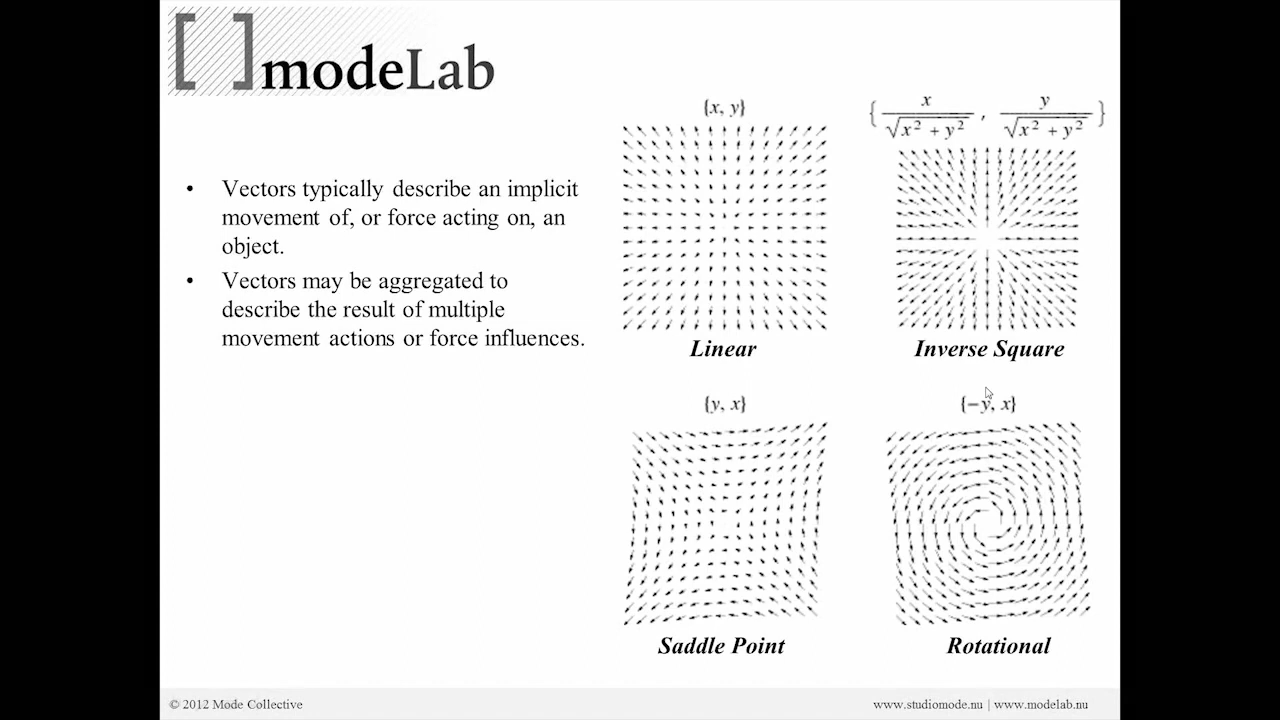 [ ] modeLab
• Vectors typically describe an implicit
movement of, or force acting on, an
object.
• Vectors may be aggregated to
describe the result of multiple
movement actions or force influences.
{x, y}
Linear
{ x / √(x² + y²) , y / √(x² + y²) }
Inverse Square
{y, x}
Saddle Point
{−y, x}
Rotational
© 2012 Mode Collective
www.studiomode.nu | www.modelab.nu